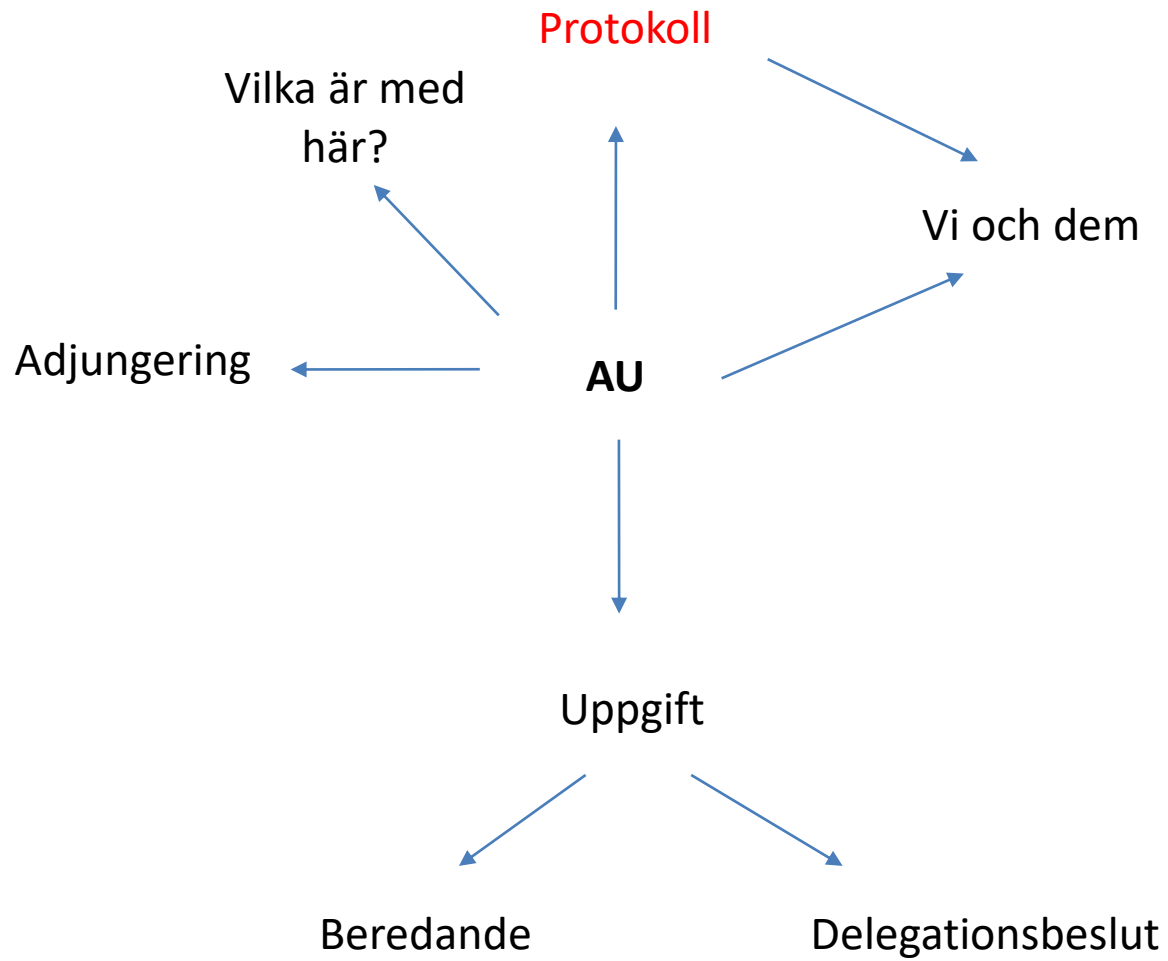 Protokoll
Vilka är med
här?
Vi och dem
Adjungering
AU
Uppgift
Beredande
Delegationsbeslut